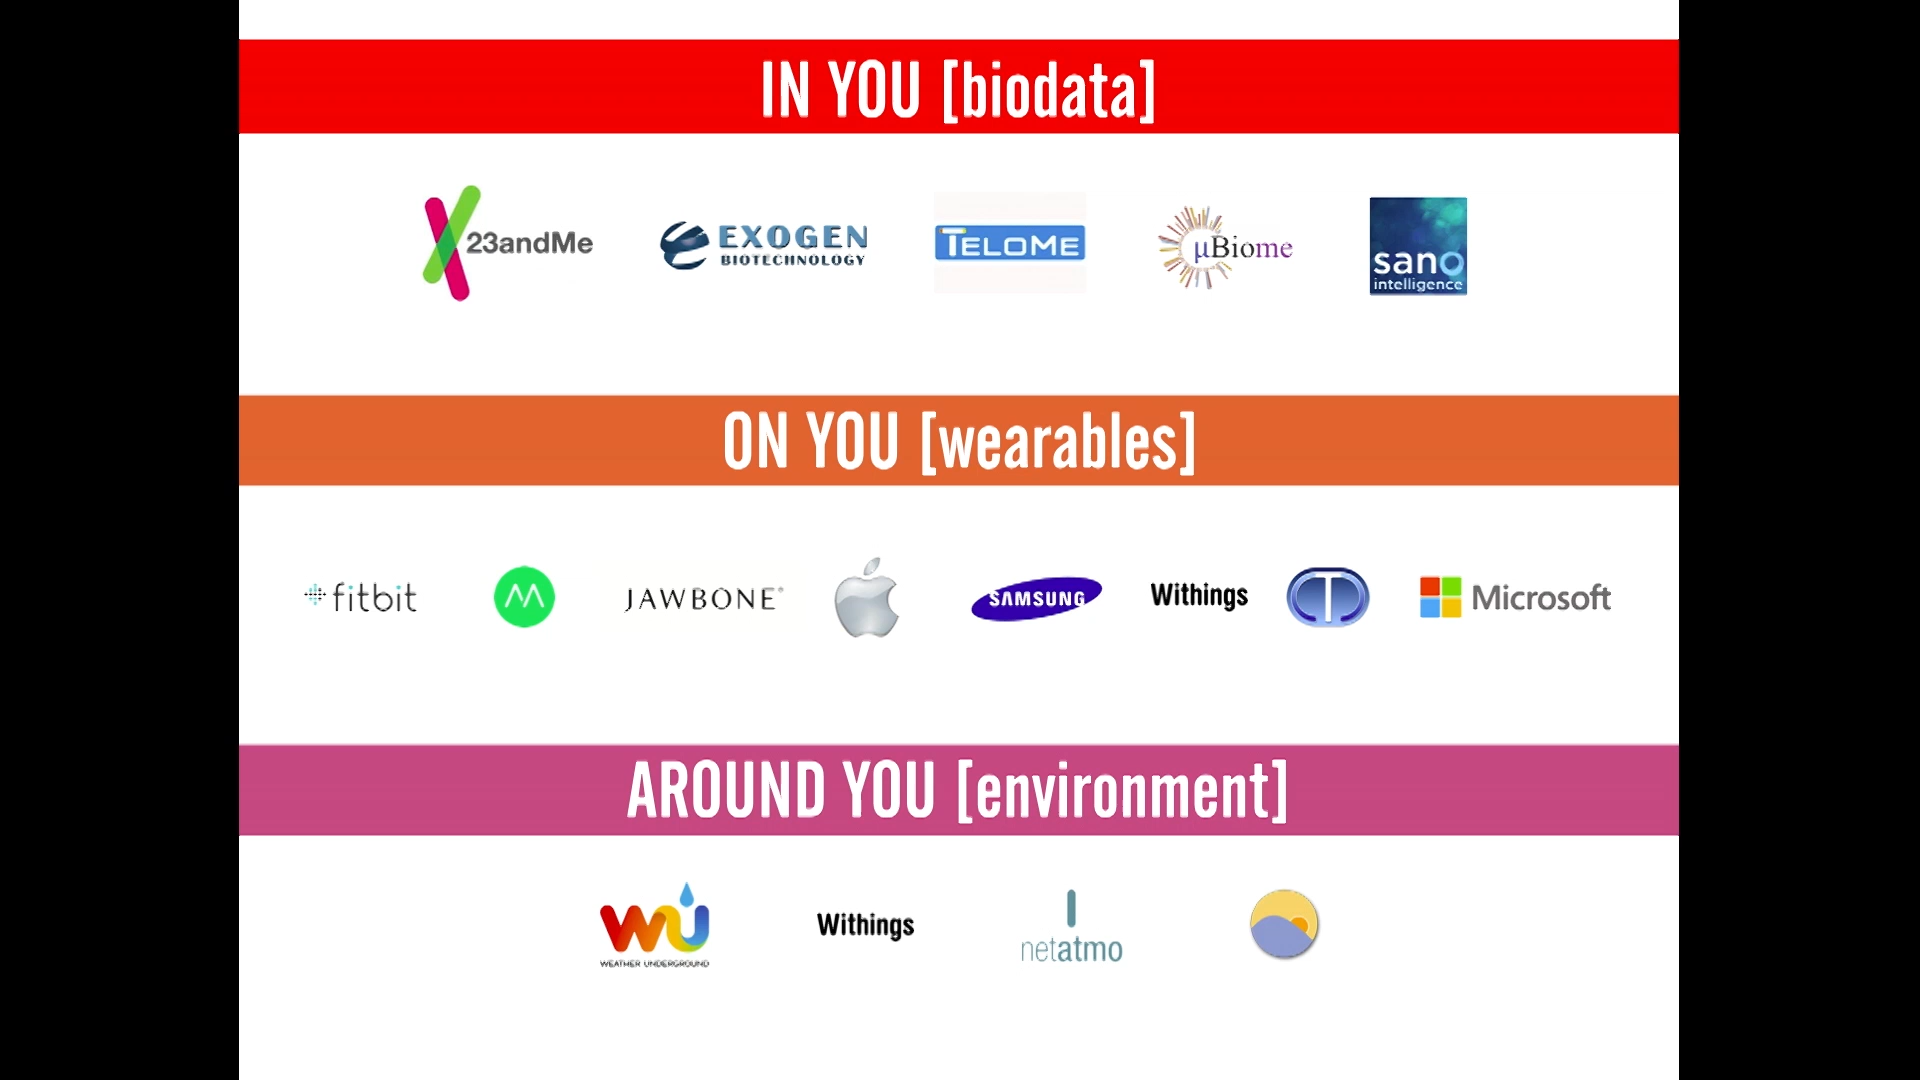 IN YOU [biodata]
23andMe
EXOGEN
BIOTECHNOLOGY
TELOME
µBiome
sano
intelligence
ON YOU [wearables]
fitbit
JAWBONE®
SAMSUNG
Withings
Microsoft
AROUND YOU [environment]
WU
WEATHER UNDERGROUND
Withings
netatmo